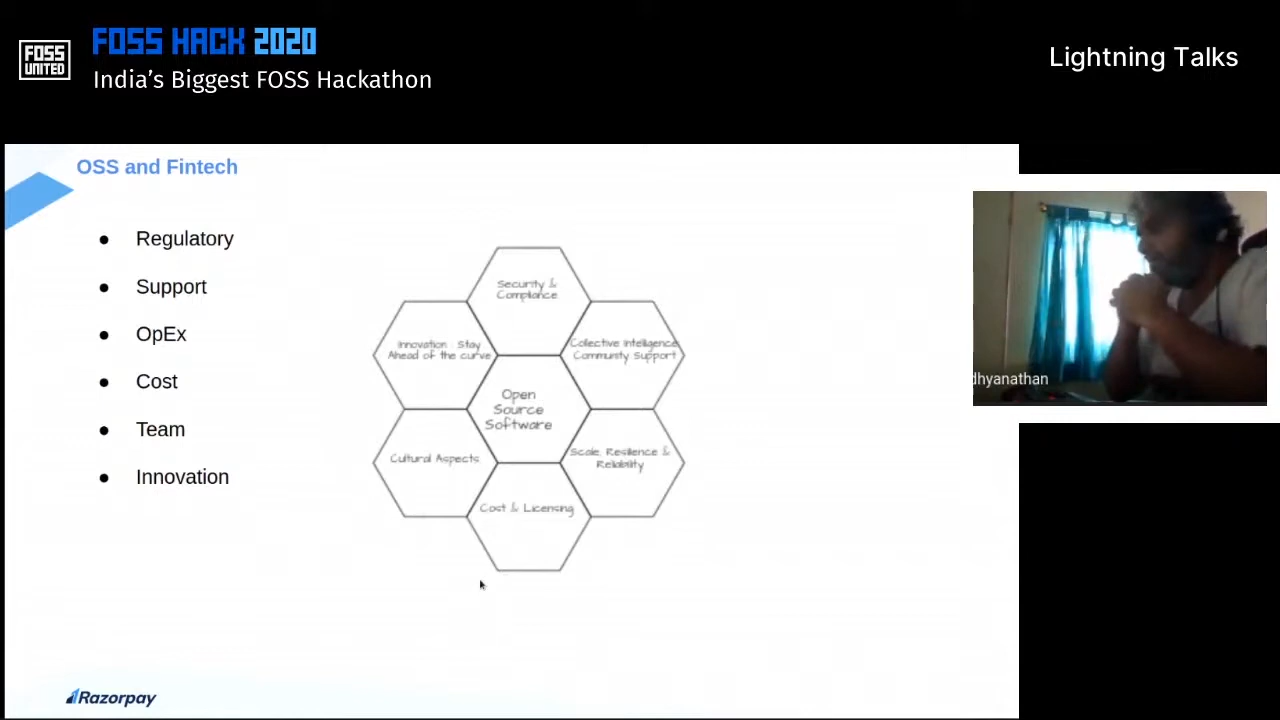 FOSS
UNITED
FOSS HACK 2020
India's Biggest FOSS Hackathon
Lightning Talks
OSS and Fintech
● Regulatory
● Support
● OpEx
● Cost
● Team
● Innovation
Security &
Compliance
Innovation : Stay
Ahead of the curve
Collective Intelligence
Community Support
Open
Source
Software
Cultural Aspects
Scale, Resilience &
Reliability
Cost & Licensing
dhyanathan
Razorpay